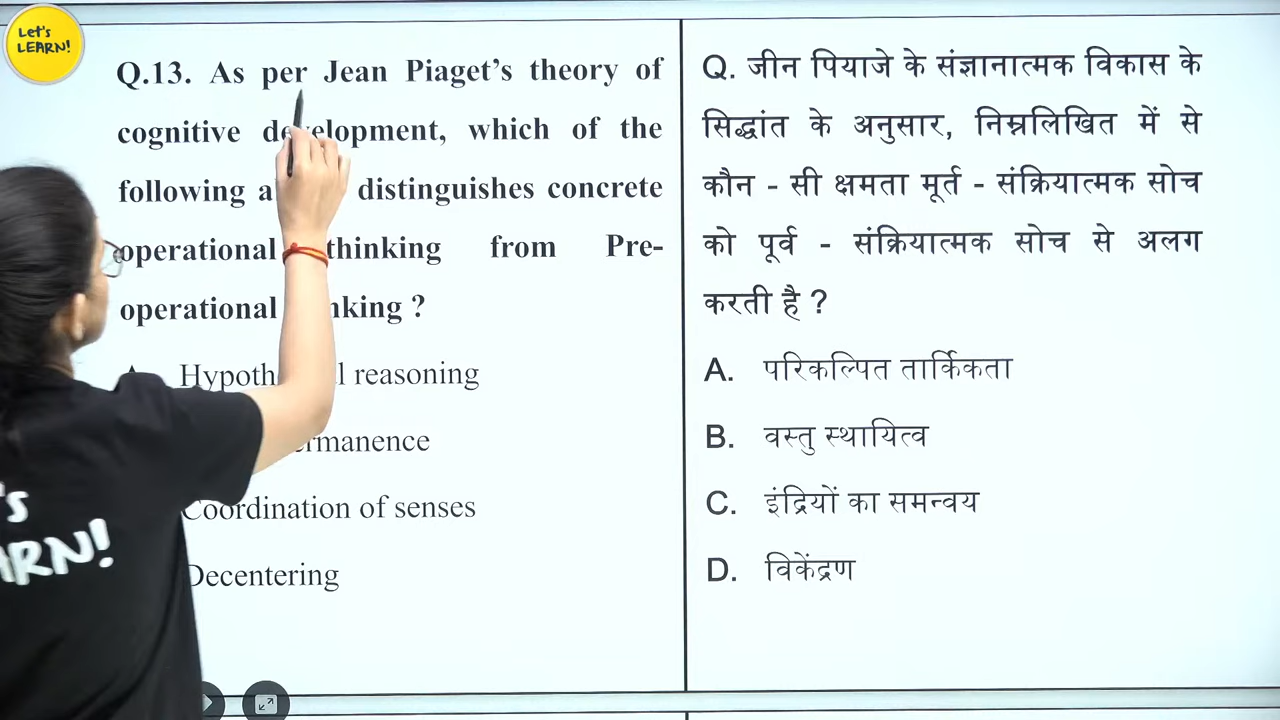 Let's
LEARN!
Q.13. As per Jean Piaget's theory of
cognitive development, which of the
following distinguishes concrete
operational thinking from Pre-
operational ?
reasoning
Coordination of senses
Decentering
Q. जीन पियाजे के संज्ञानात्मक विकास के
सिद्धांत के अनुसार, निम्नलिखित में से
कौन - सी क्षमता मूर्त - संक्रियात्मक सोच
को पूर्व - संक्रियात्मक सोच से अलग
करती है ?
A. परिकल्पित तार्किकता
B. वस्तु स्थायित्व
C. इंद्रियों का समन्वय
D. विकेंद्रण